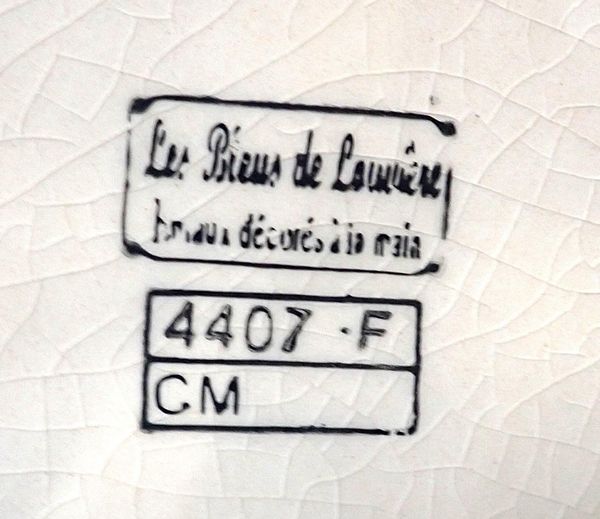 Les Bleus de Louvière
Emaux décorés à la main
4407 · F
CM